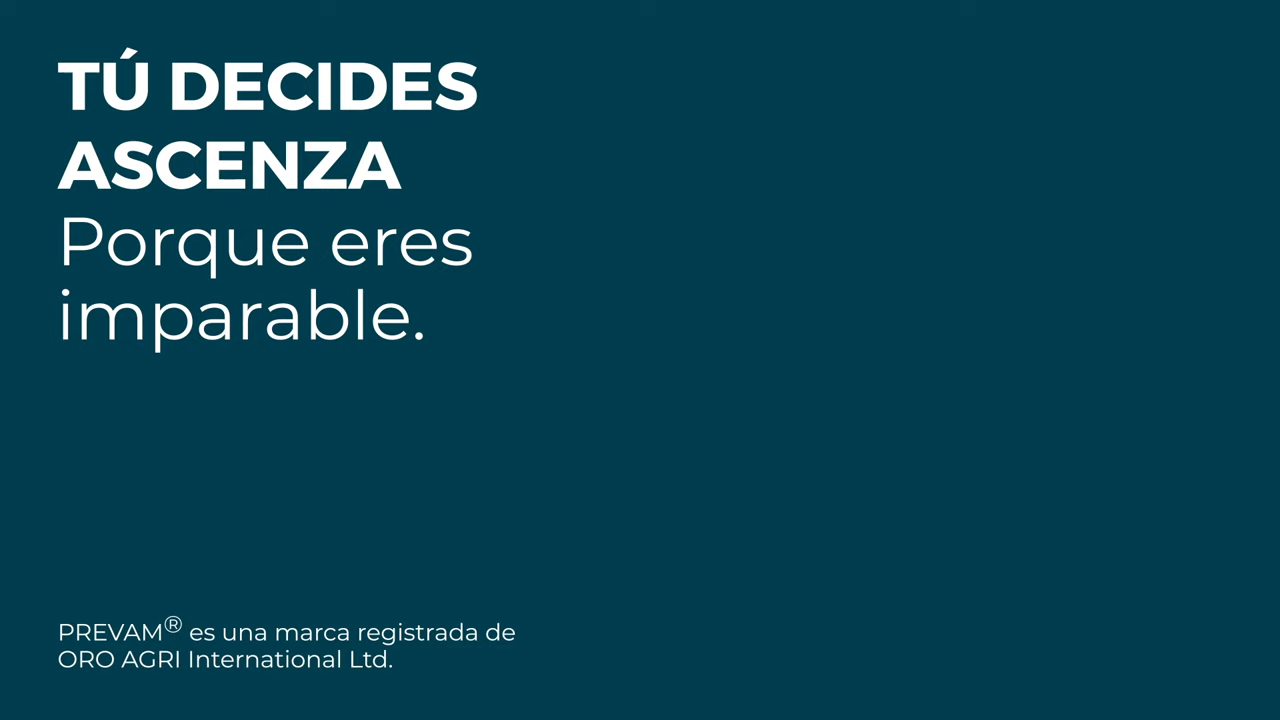 TÚ DECIDES
ASCENZA
Porque eres
imparable.
PREVAM® es una marca registrada de
ORO AGRI International Ltd.